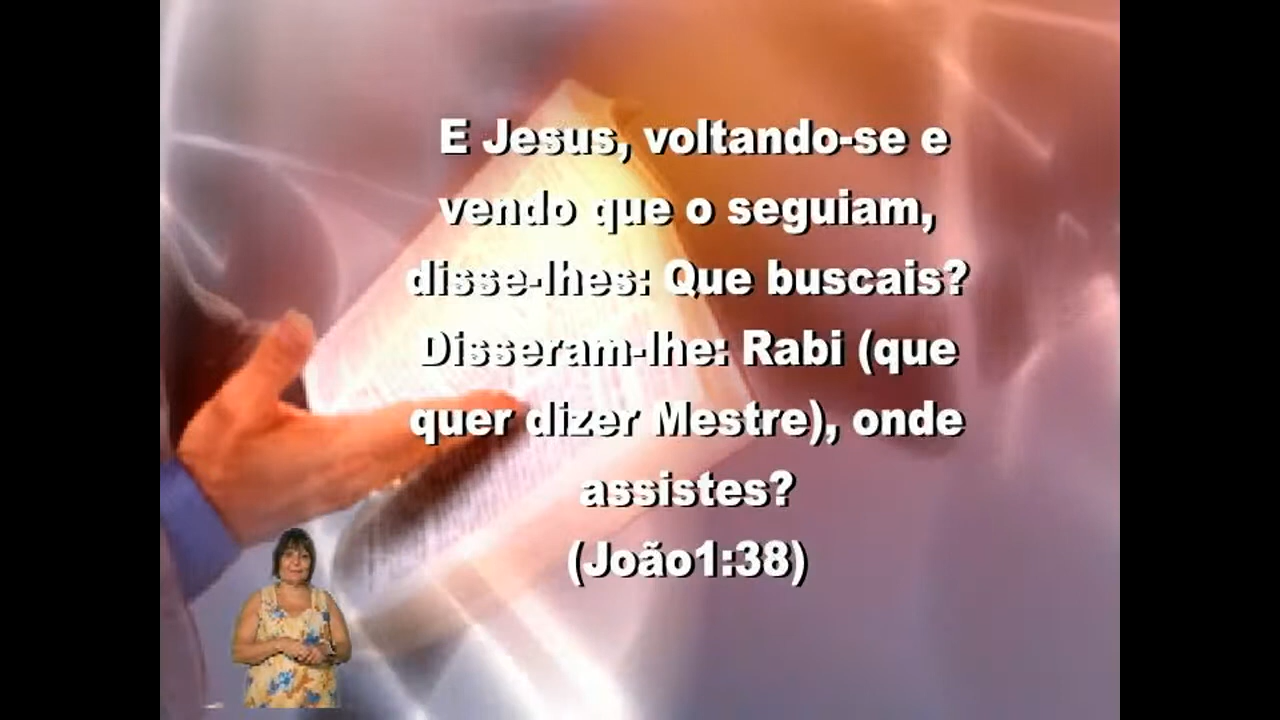 E Jesus, voltando-se e
vendo que o seguiam,
disse-lhes: Que buscais?
Disseram-lhe: Rabi (que
quer dizer Mestre), onde
assistes?
(João1:38)